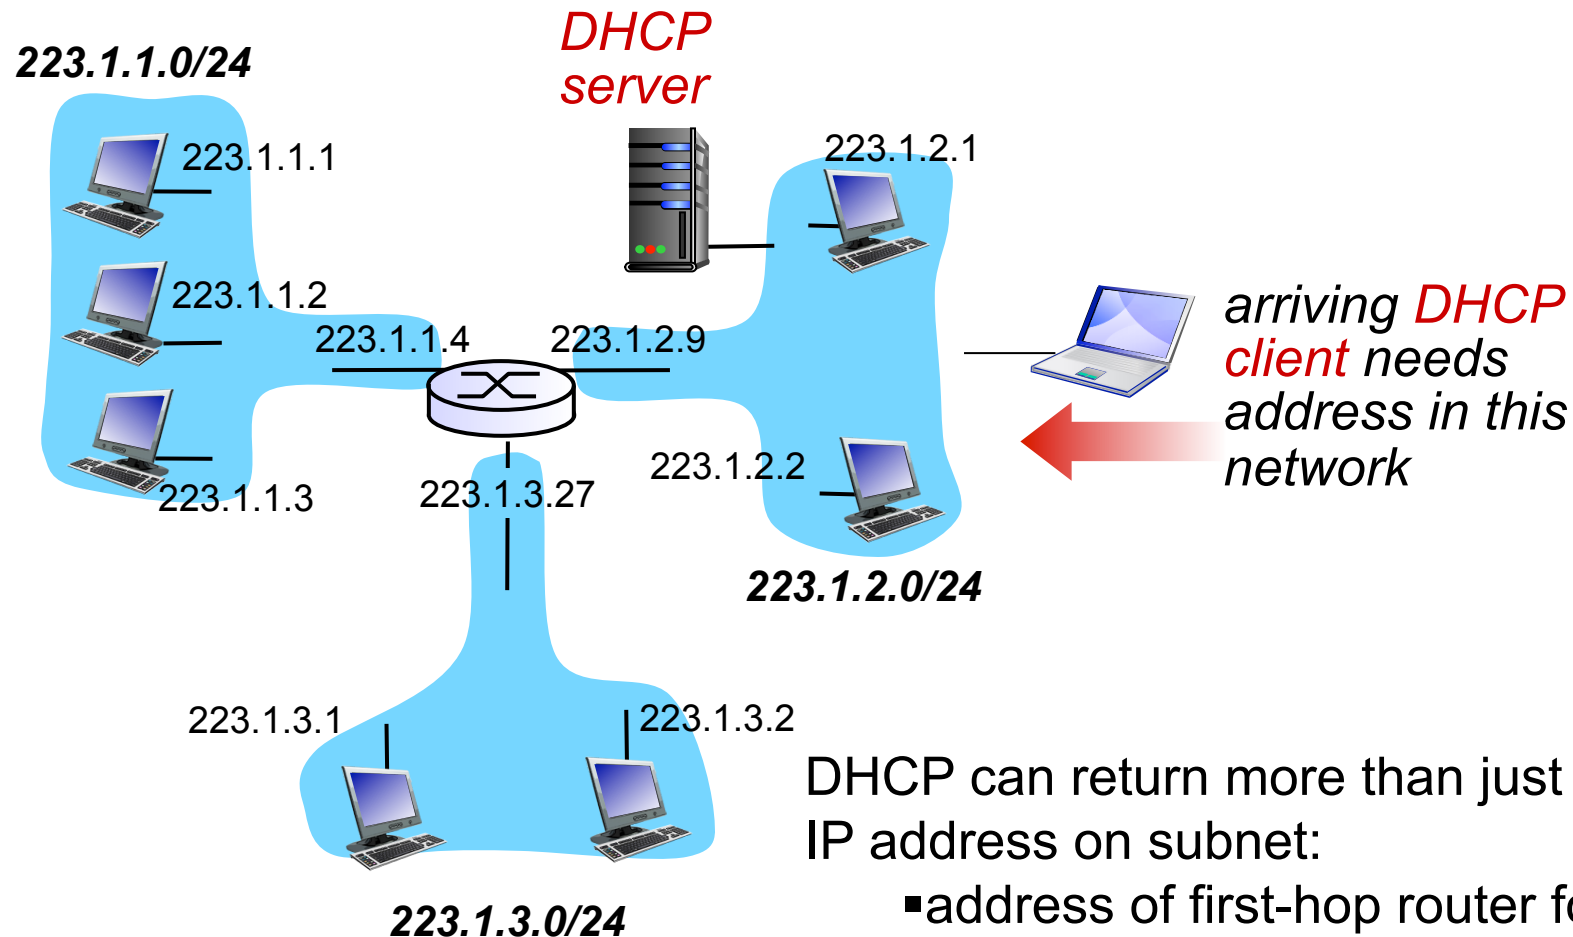 DHCP
server
223.1.1.0/24
223.1.1.1
223.1.2.1
223.1.1.2
223.1.1.4
223.1.2.9
arriving DHCP
client needs
address in this
network
223.1.1.3
223.1.3.27
223.1.2.2
223.1.2.0/24
223.1.3.1
223.1.3.2
DHCP can return more than just
IP address on subnet:
▪address of first-hop router
223.1.3.0/24